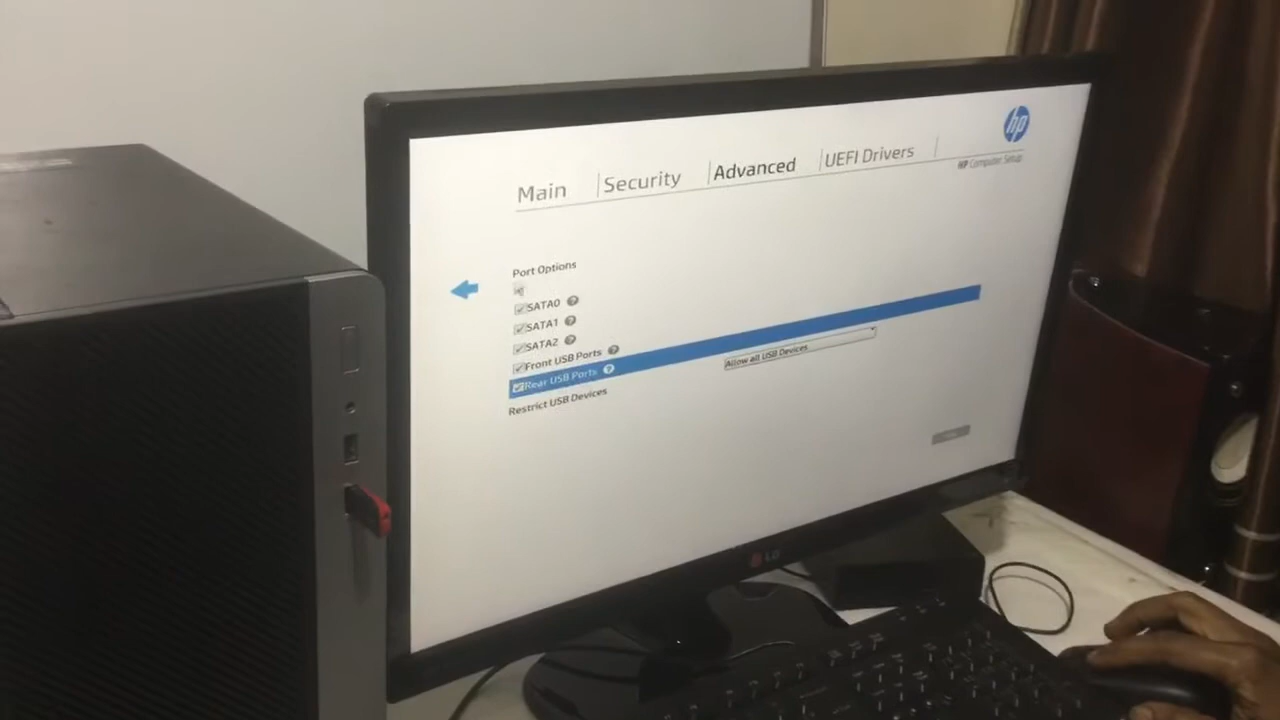 hp
HP Computer Setup
Main
Security
Advanced
UEFI Drivers
Port Options
SATA0 ?
SATA1 ?
SATA2 ?
Front USB Ports ?
Rear USB Ports ?
Restrict USB Devices
Allow all USB Devices
LG